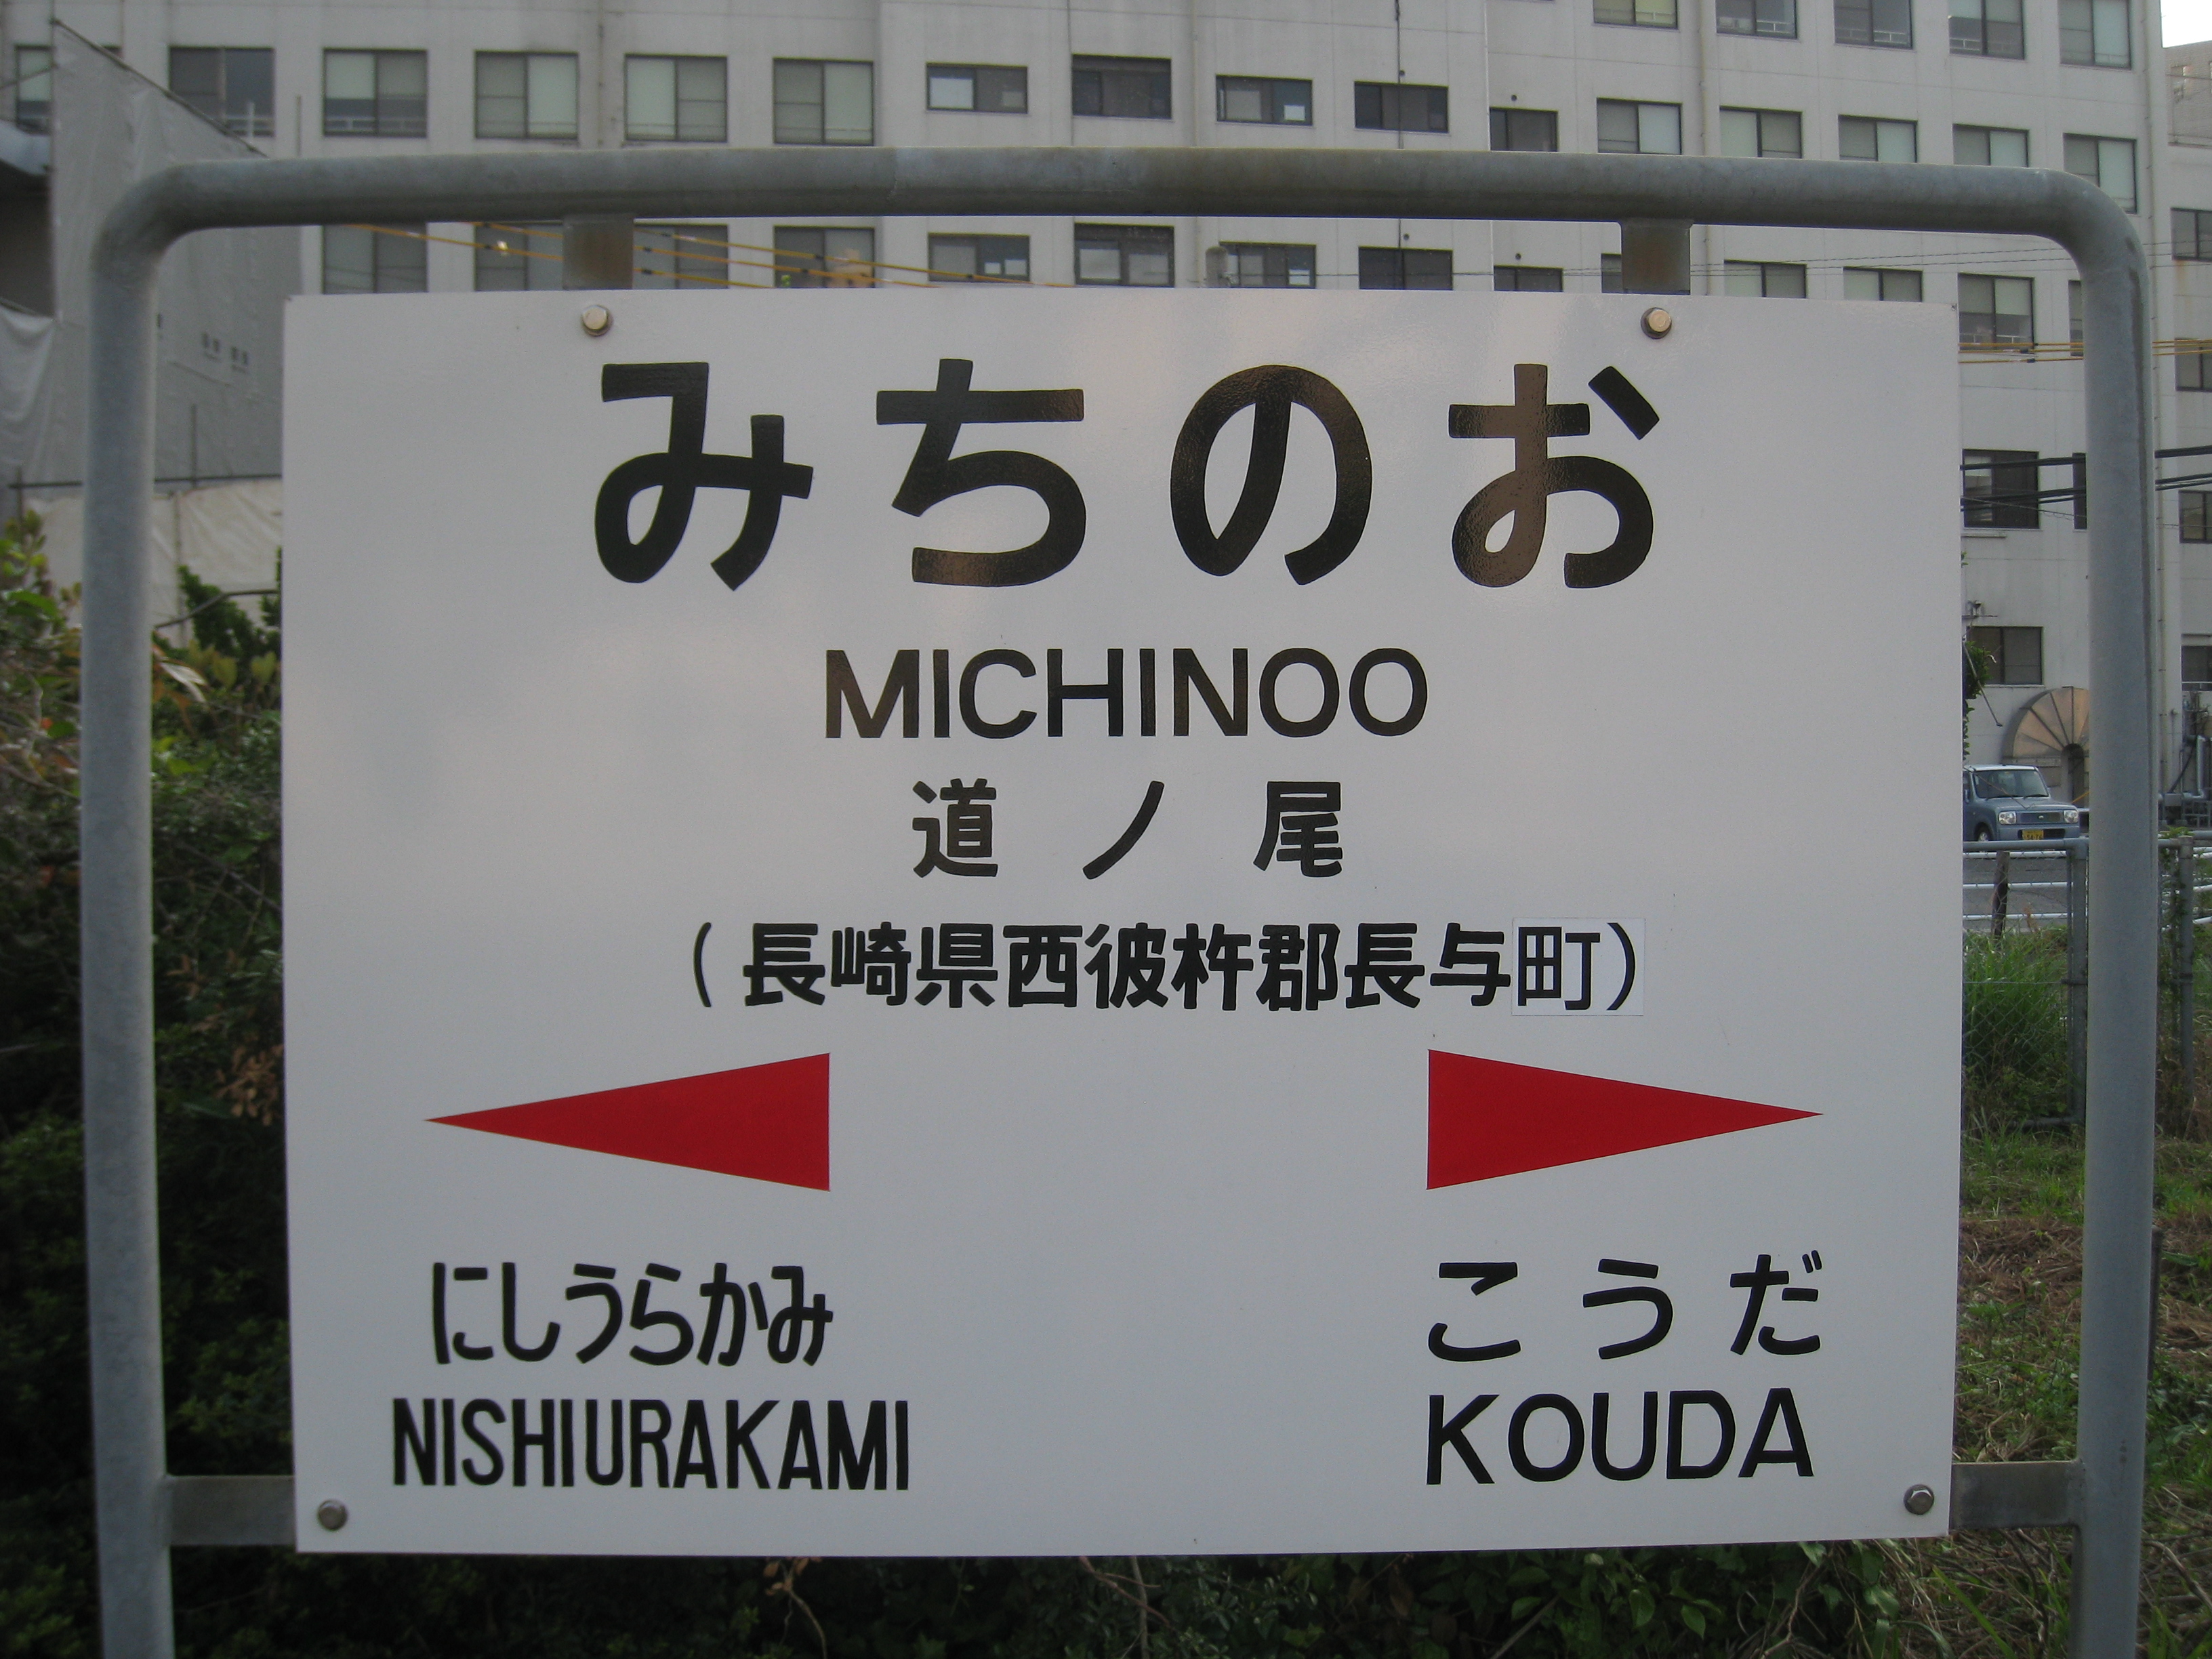 みちのお
MICHINOO
道ノ尾
(長崎県西彼杵郡長与町)
にしうらかみ こうだ
NISHIURAKAMI KOUDA